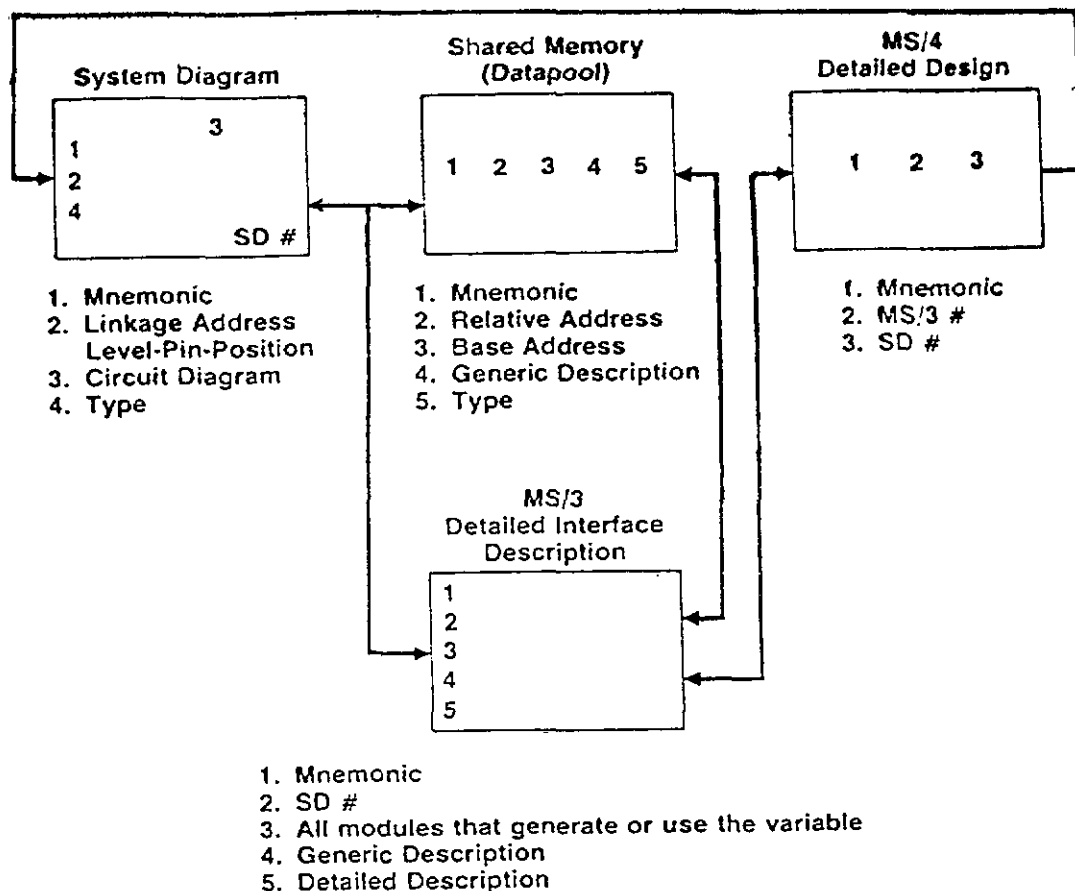 System Diagram
3
1
2
4
SD #
1. Mnemonic
2. Linkage Address
Level-Pin-Position
3. Circuit Diagram
4. Type
Shared Memory
(Datapool)
1 2 3 4 5
1. Mnemonic
2. Relative Address
3. Base Address
4. Generic Description
5. Type
MS/4
Detailed Design
1 2 3
1. Mnemonic
2. MS/3 #
3. SD #
MS/3
Detailed Interface
Description
1
2
3
4
5
1. Mnemonic
2. SD #
3. All modules that generate or use the variable
4. Generic Description
5. Detailed Description